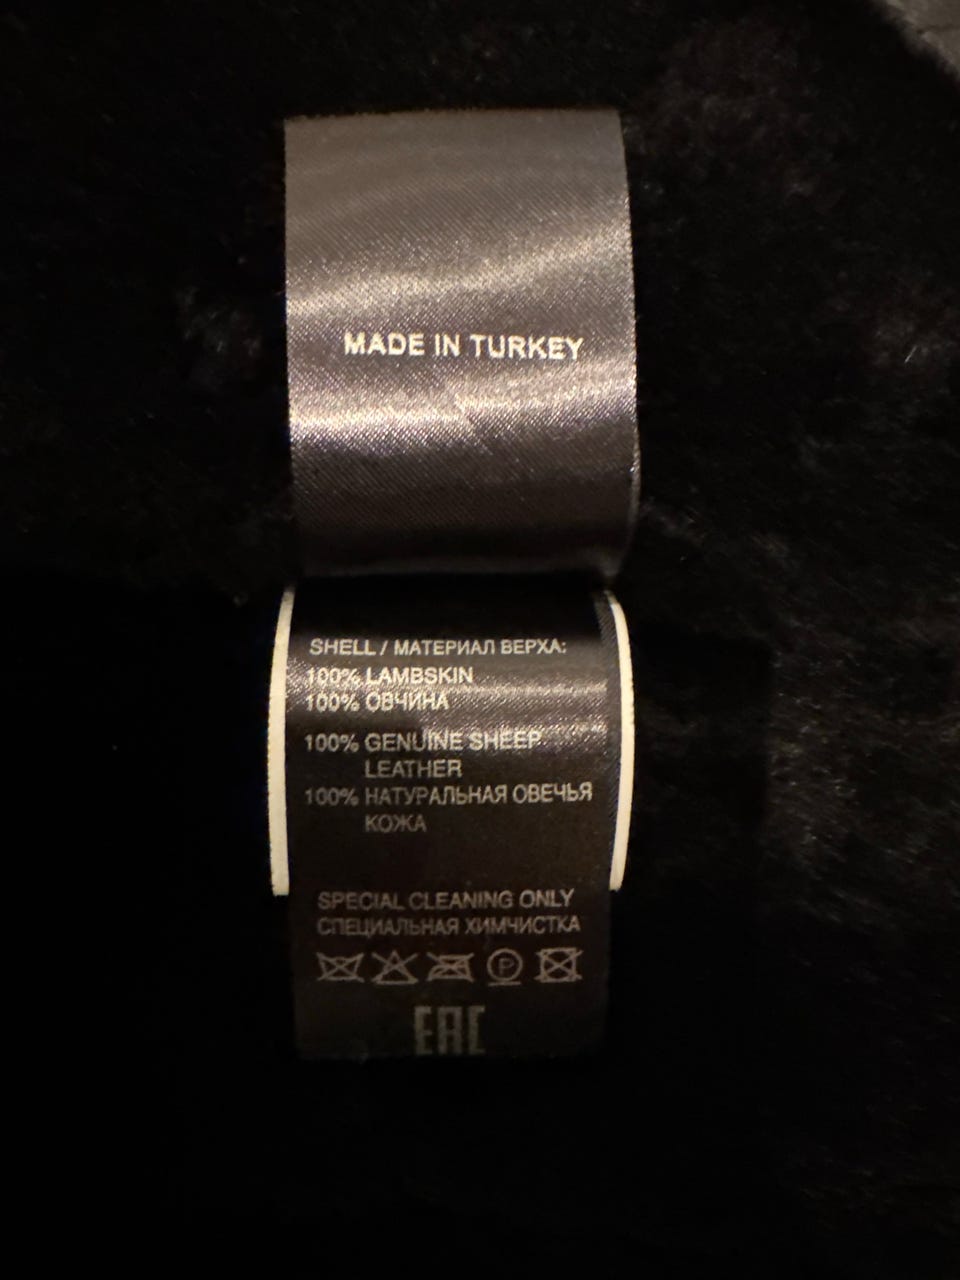 MADE IN TURKEY
SHELL / МАТЕРИАЛ ВЕРХА:
100% LAMBSKIN
100% ОВЧИНА
100% GENUINE SHEEP
LEATHER
100% НАТУРАЛЬНАЯ ОВЕЧЬЯ
КОЖА
SPECIAL CLEANING ONLY
СПЕЦИАЛЬНАЯ ХИМЧИСТКА
P
EAC